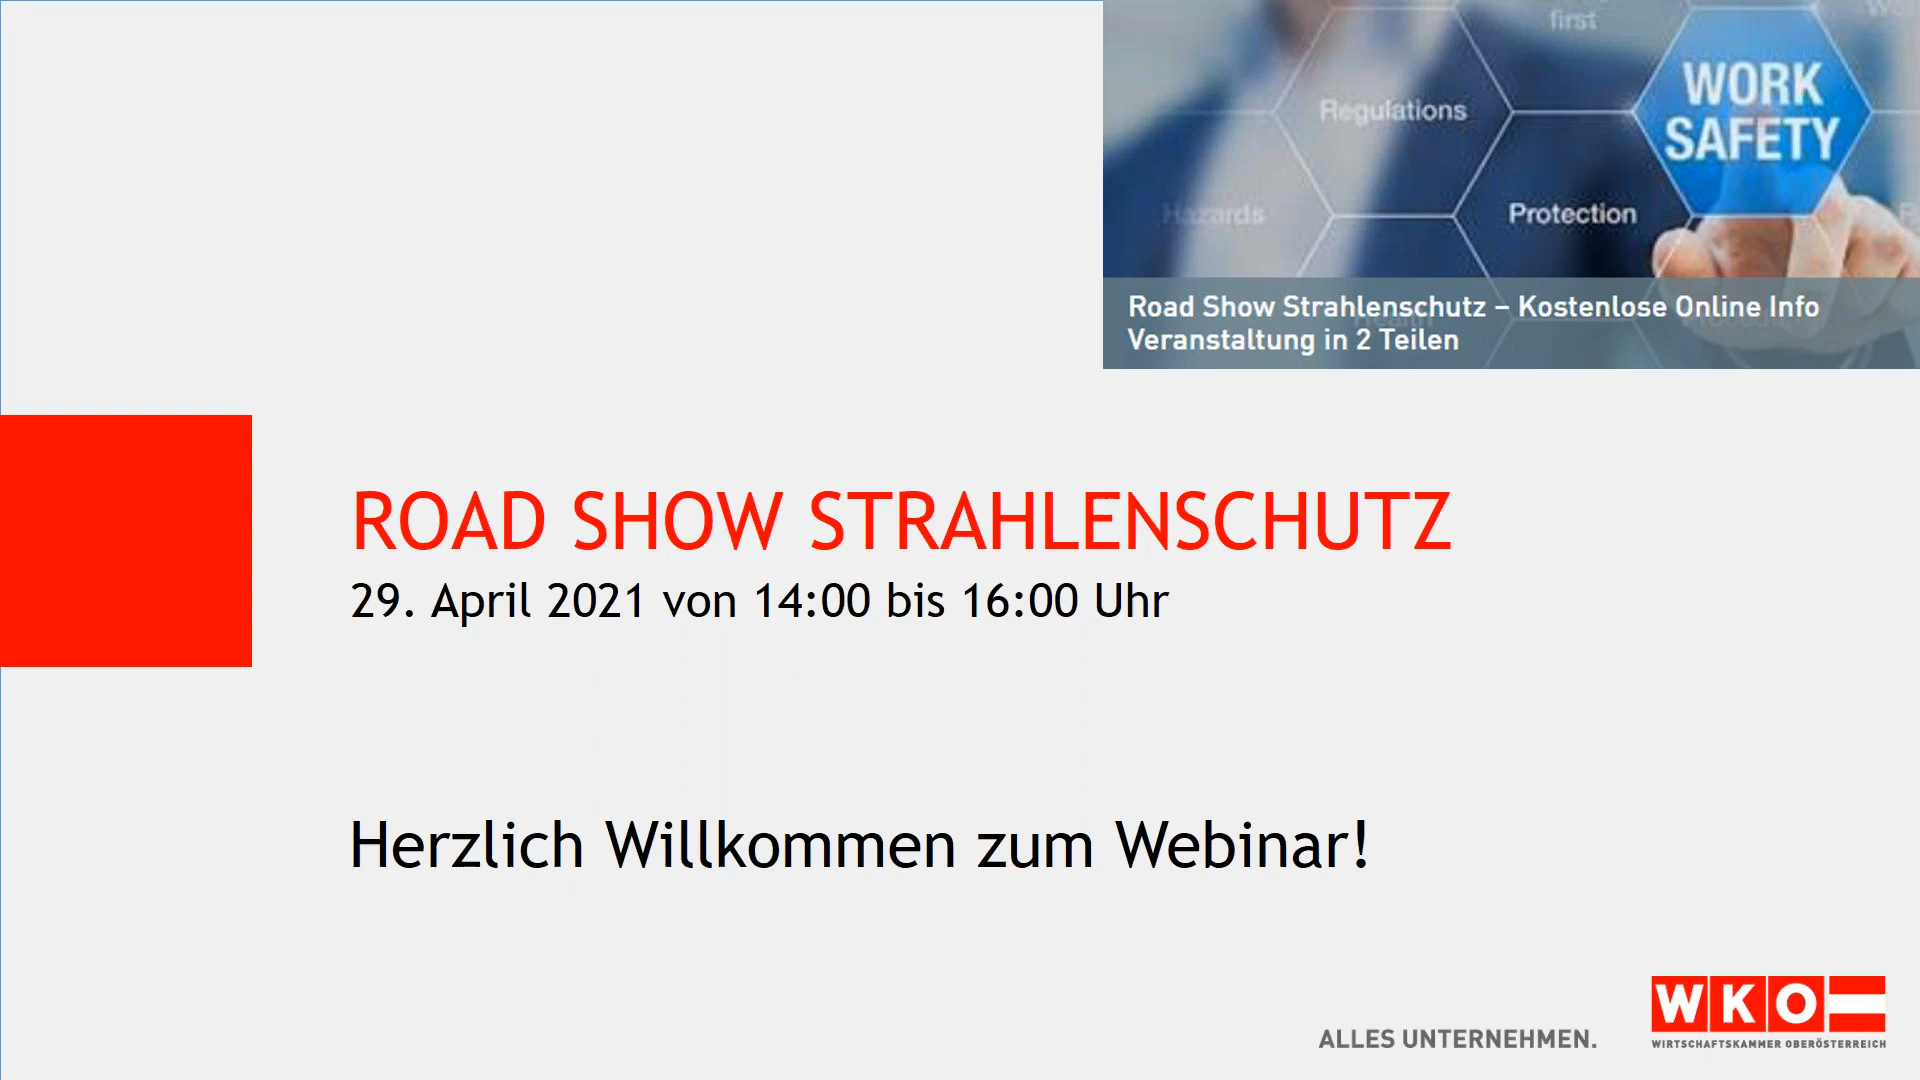 first
Regulations
WORK
SAFETY
Hazards
Protection
Road Show Strahlenschutz – Kostenlose Online Info
Veranstaltung in 2 Teilen
ROAD SHOW STRAHLENSCHUTZ
29. April 2021 von 14:00 bis 16:00 Uhr
Herzlich Willkommen zum Webinar!
ALLES UNTERNEHMEN.
WKO
WIRTSCHAFTSKAMMER OBERÖSTERREICH